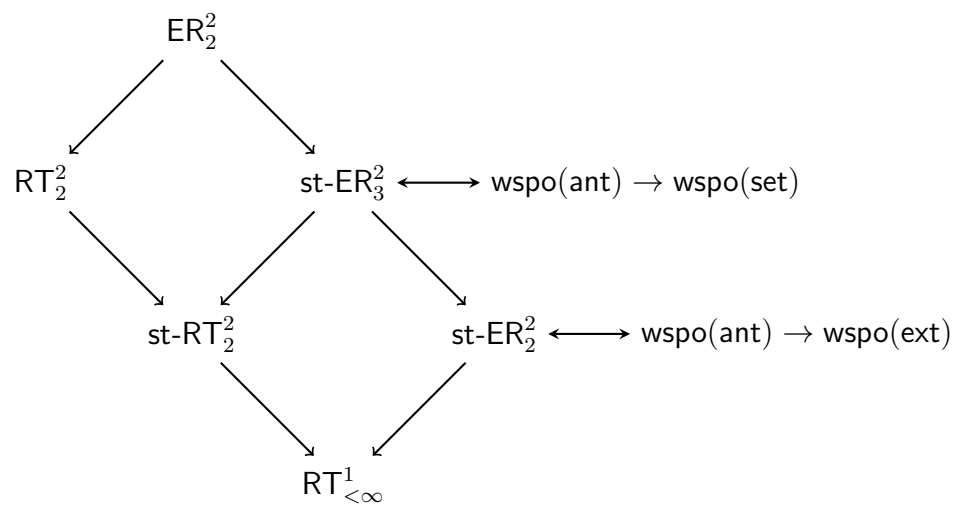 ER²₂
RT²₂ st-ER²₃ ↔ wspo(ant) → wspo(set)
st-RT²₂ st-ER²₂ ↔ wspo(ant) → wspo(ext)
RT¹<∞